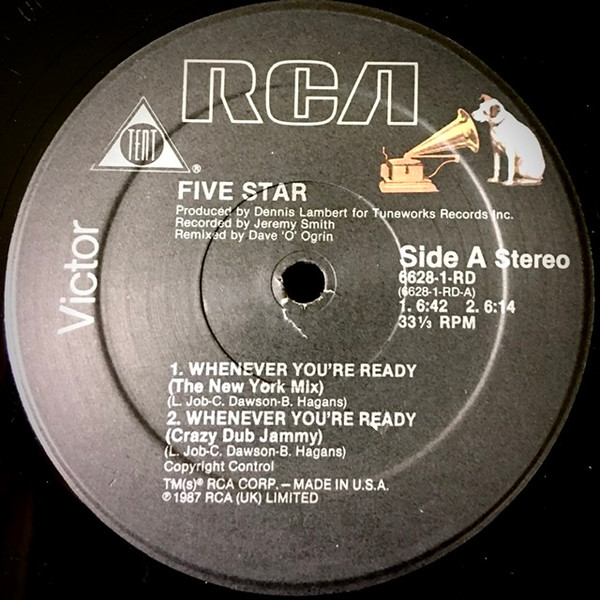 RCA
TENT
®
Victor
FIVE STAR
Produced by Dennis Lambert for Tuneworks Records Inc.
Recorded by Jeremy Smith
Remixed by Dave 'O' Ogrin
Side A Stereo
6628-1-RD
(6628-1-RD-A)
1. 6:42 2. 6:14
33⅓ RPM
1. WHENEVER YOU'RE READY
(The New York Mix)
(L. Job-C. Dawson-B. Hagans)
2. WHENEVER YOU'RE READY
(Crazy Dub Jammy)
(L. Job-C. Dawson-B. Hagans)
Copyright Control
TM(s)® RCA CORP. — MADE IN U.S.A.
℗ 1987 RCA (UK) LIMITED